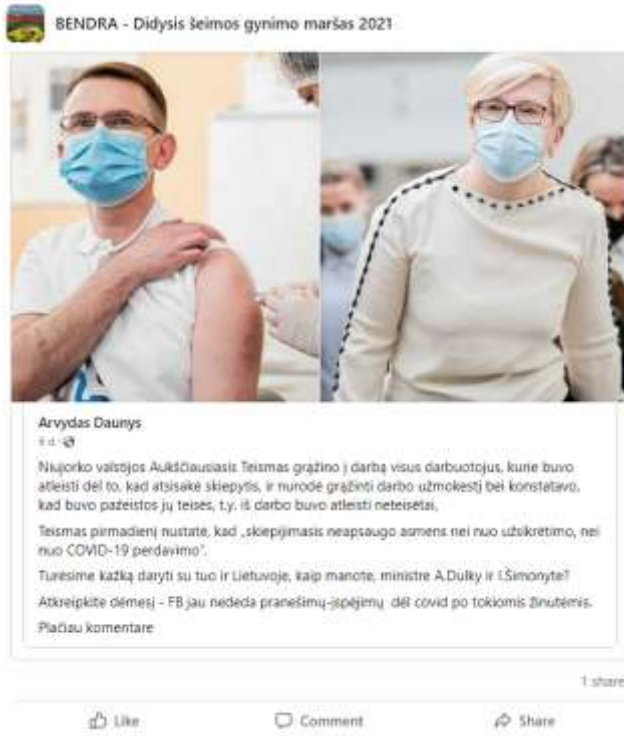 BENDRA - Didysis šeimos gynimo maršas 2021
Arvydas Daunys
6 d ·
Niujorko valstijos Aukščiausiasis Teismas grąžino į darbą visus darbuotojus, kurie buvo
atleisti dėl to, kad atsisakė skiepytis, ir nurodė grąžinti darbo užmokestį bei konstatavo,
kad buvo pažeistos jų teisės, t.y. iš darbo buvo atleisti neteisėtai.
Teismas pirmadienį nustatė, kad „skiepijimasis neapsaugo asmens nei nuo užsikrėtimo, nei
nuo COVID-19 perdavimo".
Turėsime kažką daryti su tuo ir Lietuvoje, kaip manote, ministre A.Dulky ir I.Šimonyte?
Atkreipkite dėmesį - FB jau nededa pranešimų-įspėjimų dėl covid po tokiomis žinutėmis.
Plačiau komentare
1 share
Like
Comment
Share